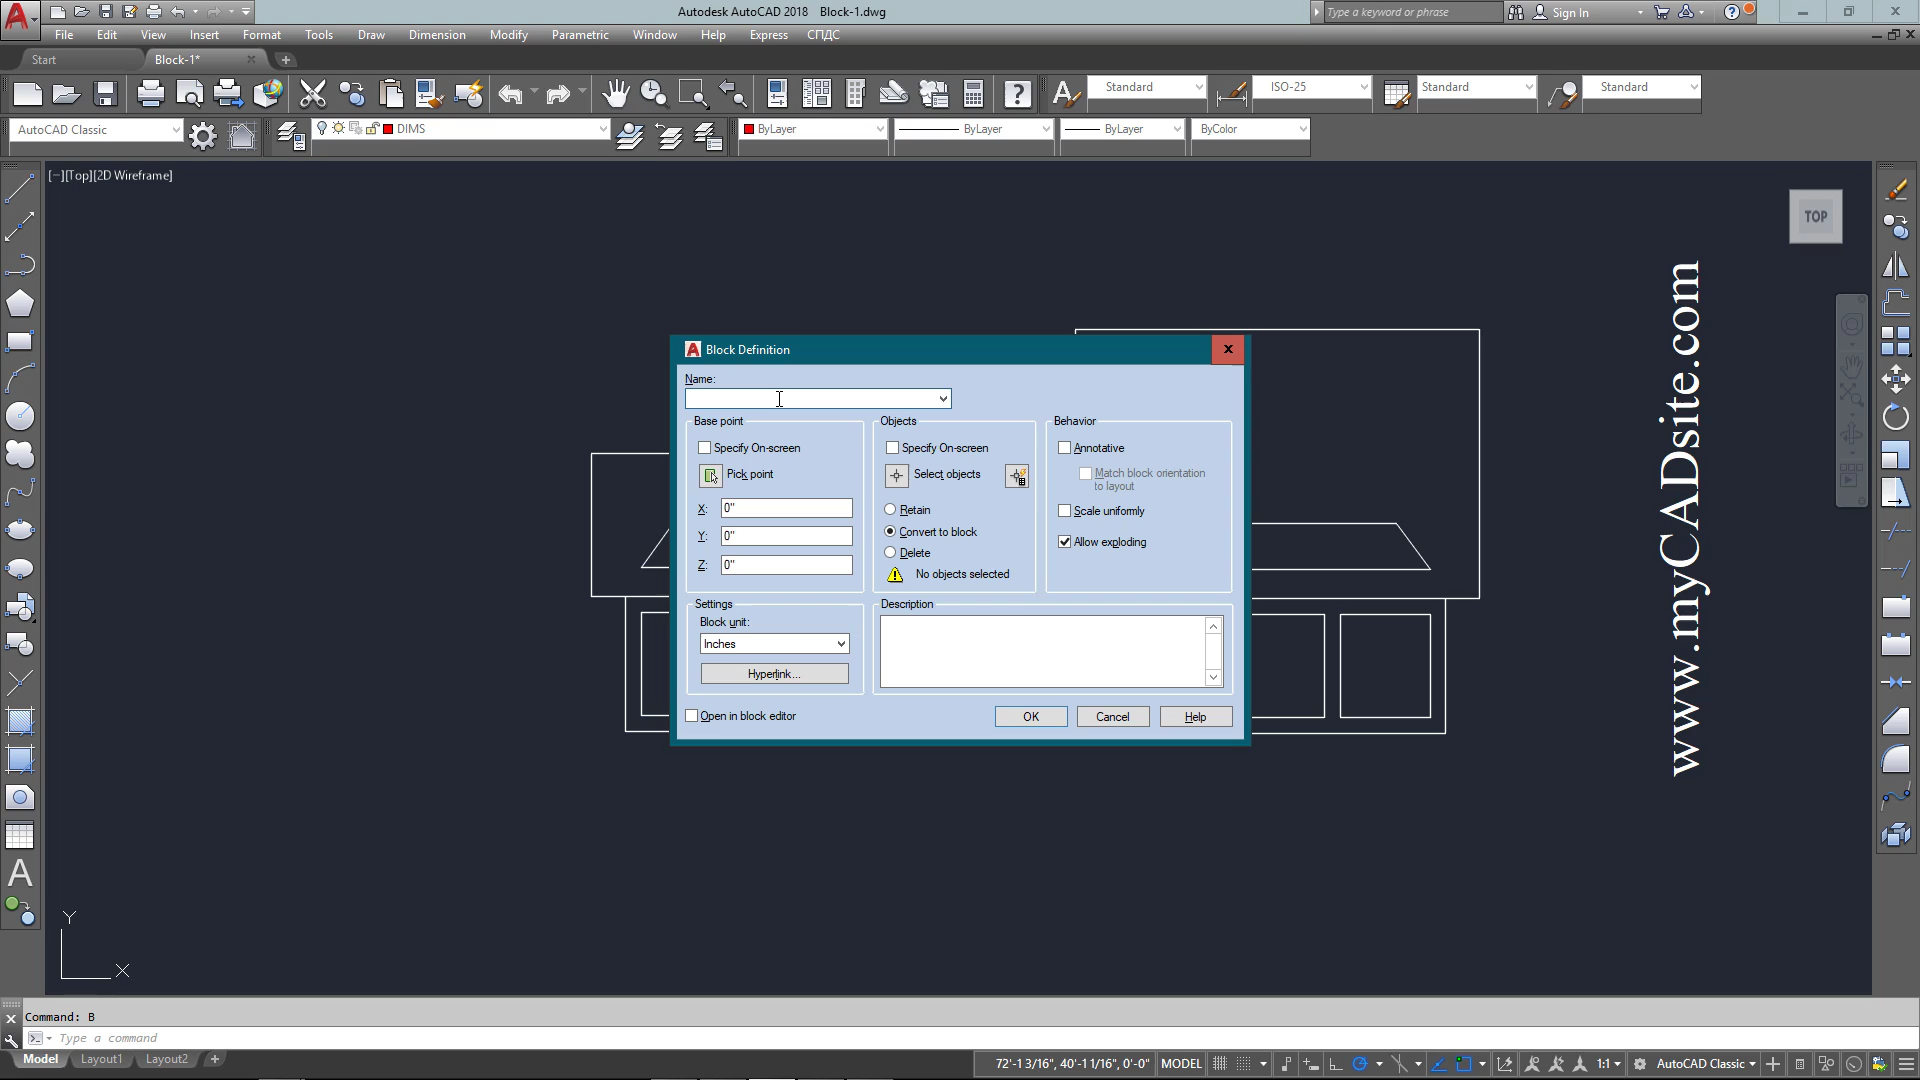 Autodesk AutoCAD 2018 Block-1.dwg
Type a keyword or phrase
Sign In
File Edit View Insert Format Tools Draw Dimension Modify Parametric Window Help Express СПДС
Start
Block-1*
Standard
ISO-25
Standard
Standard
AutoCAD Classic
DIMS
ByLayer
ByLayer
ByLayer
ByColor
[−][Top][2D Wireframe]
TOP
www.myCADsite.com
Block Definition
Name:
Base point
Specify On-screen
Pick point
X: 0"
Y: 0"
Z: 0"
Objects
Specify On-screen
Select objects
Retain
Convert to block
Delete
No objects selected
Behavior
Annotative
Match block orientation
to layout
Scale uniformly
Allow exploding
Settings
Block unit:
Inches
Hyperlink...
Description
Open in block editor
OK
Cancel
Help
Y
X
Command: B
Type a command
Model Layout1 Layout2
72'-1 3/16", 40'-1 1/16", 0'-0" MODEL
1:1
AutoCAD Classic